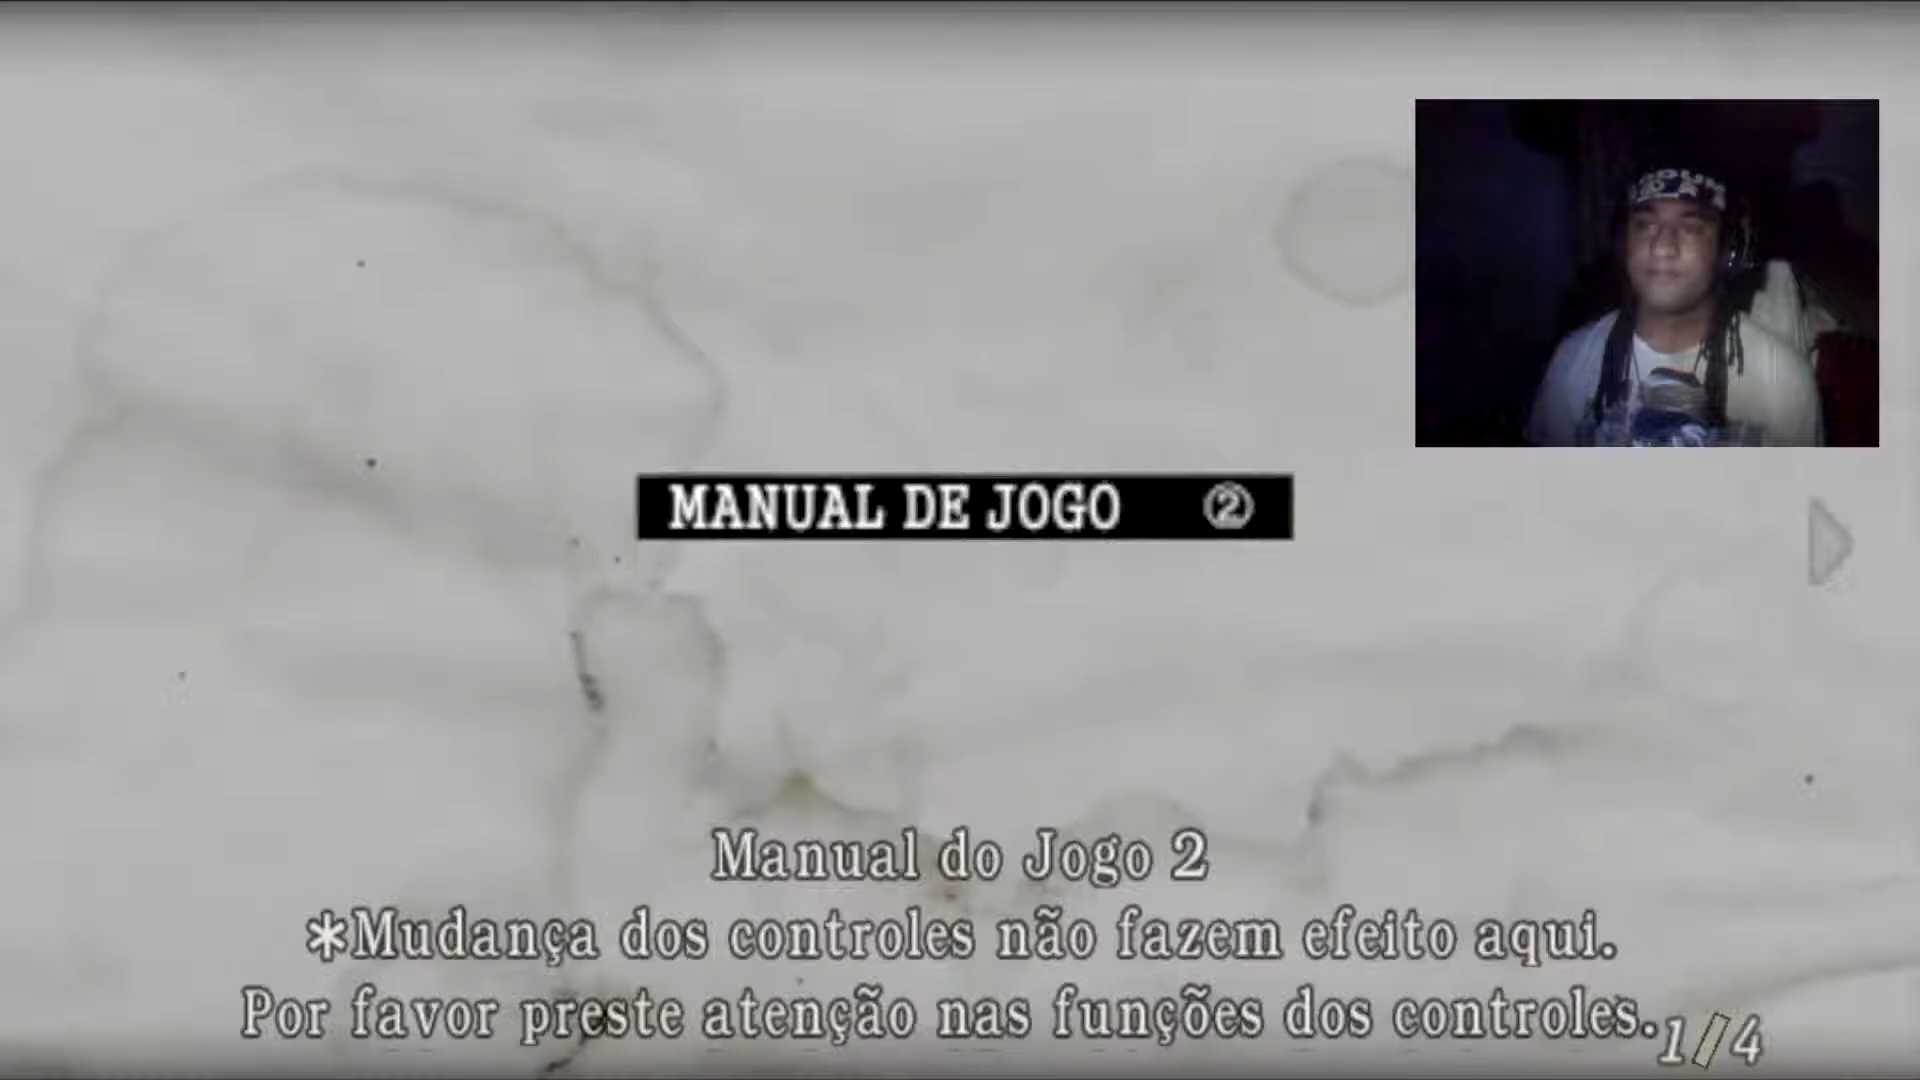 MANUAL DE JOGO ②
Manual do Jogo 2
*Mudança dos controles não fazem efeito aqui.
Por favor preste atenção nas funções dos controles.
1/4